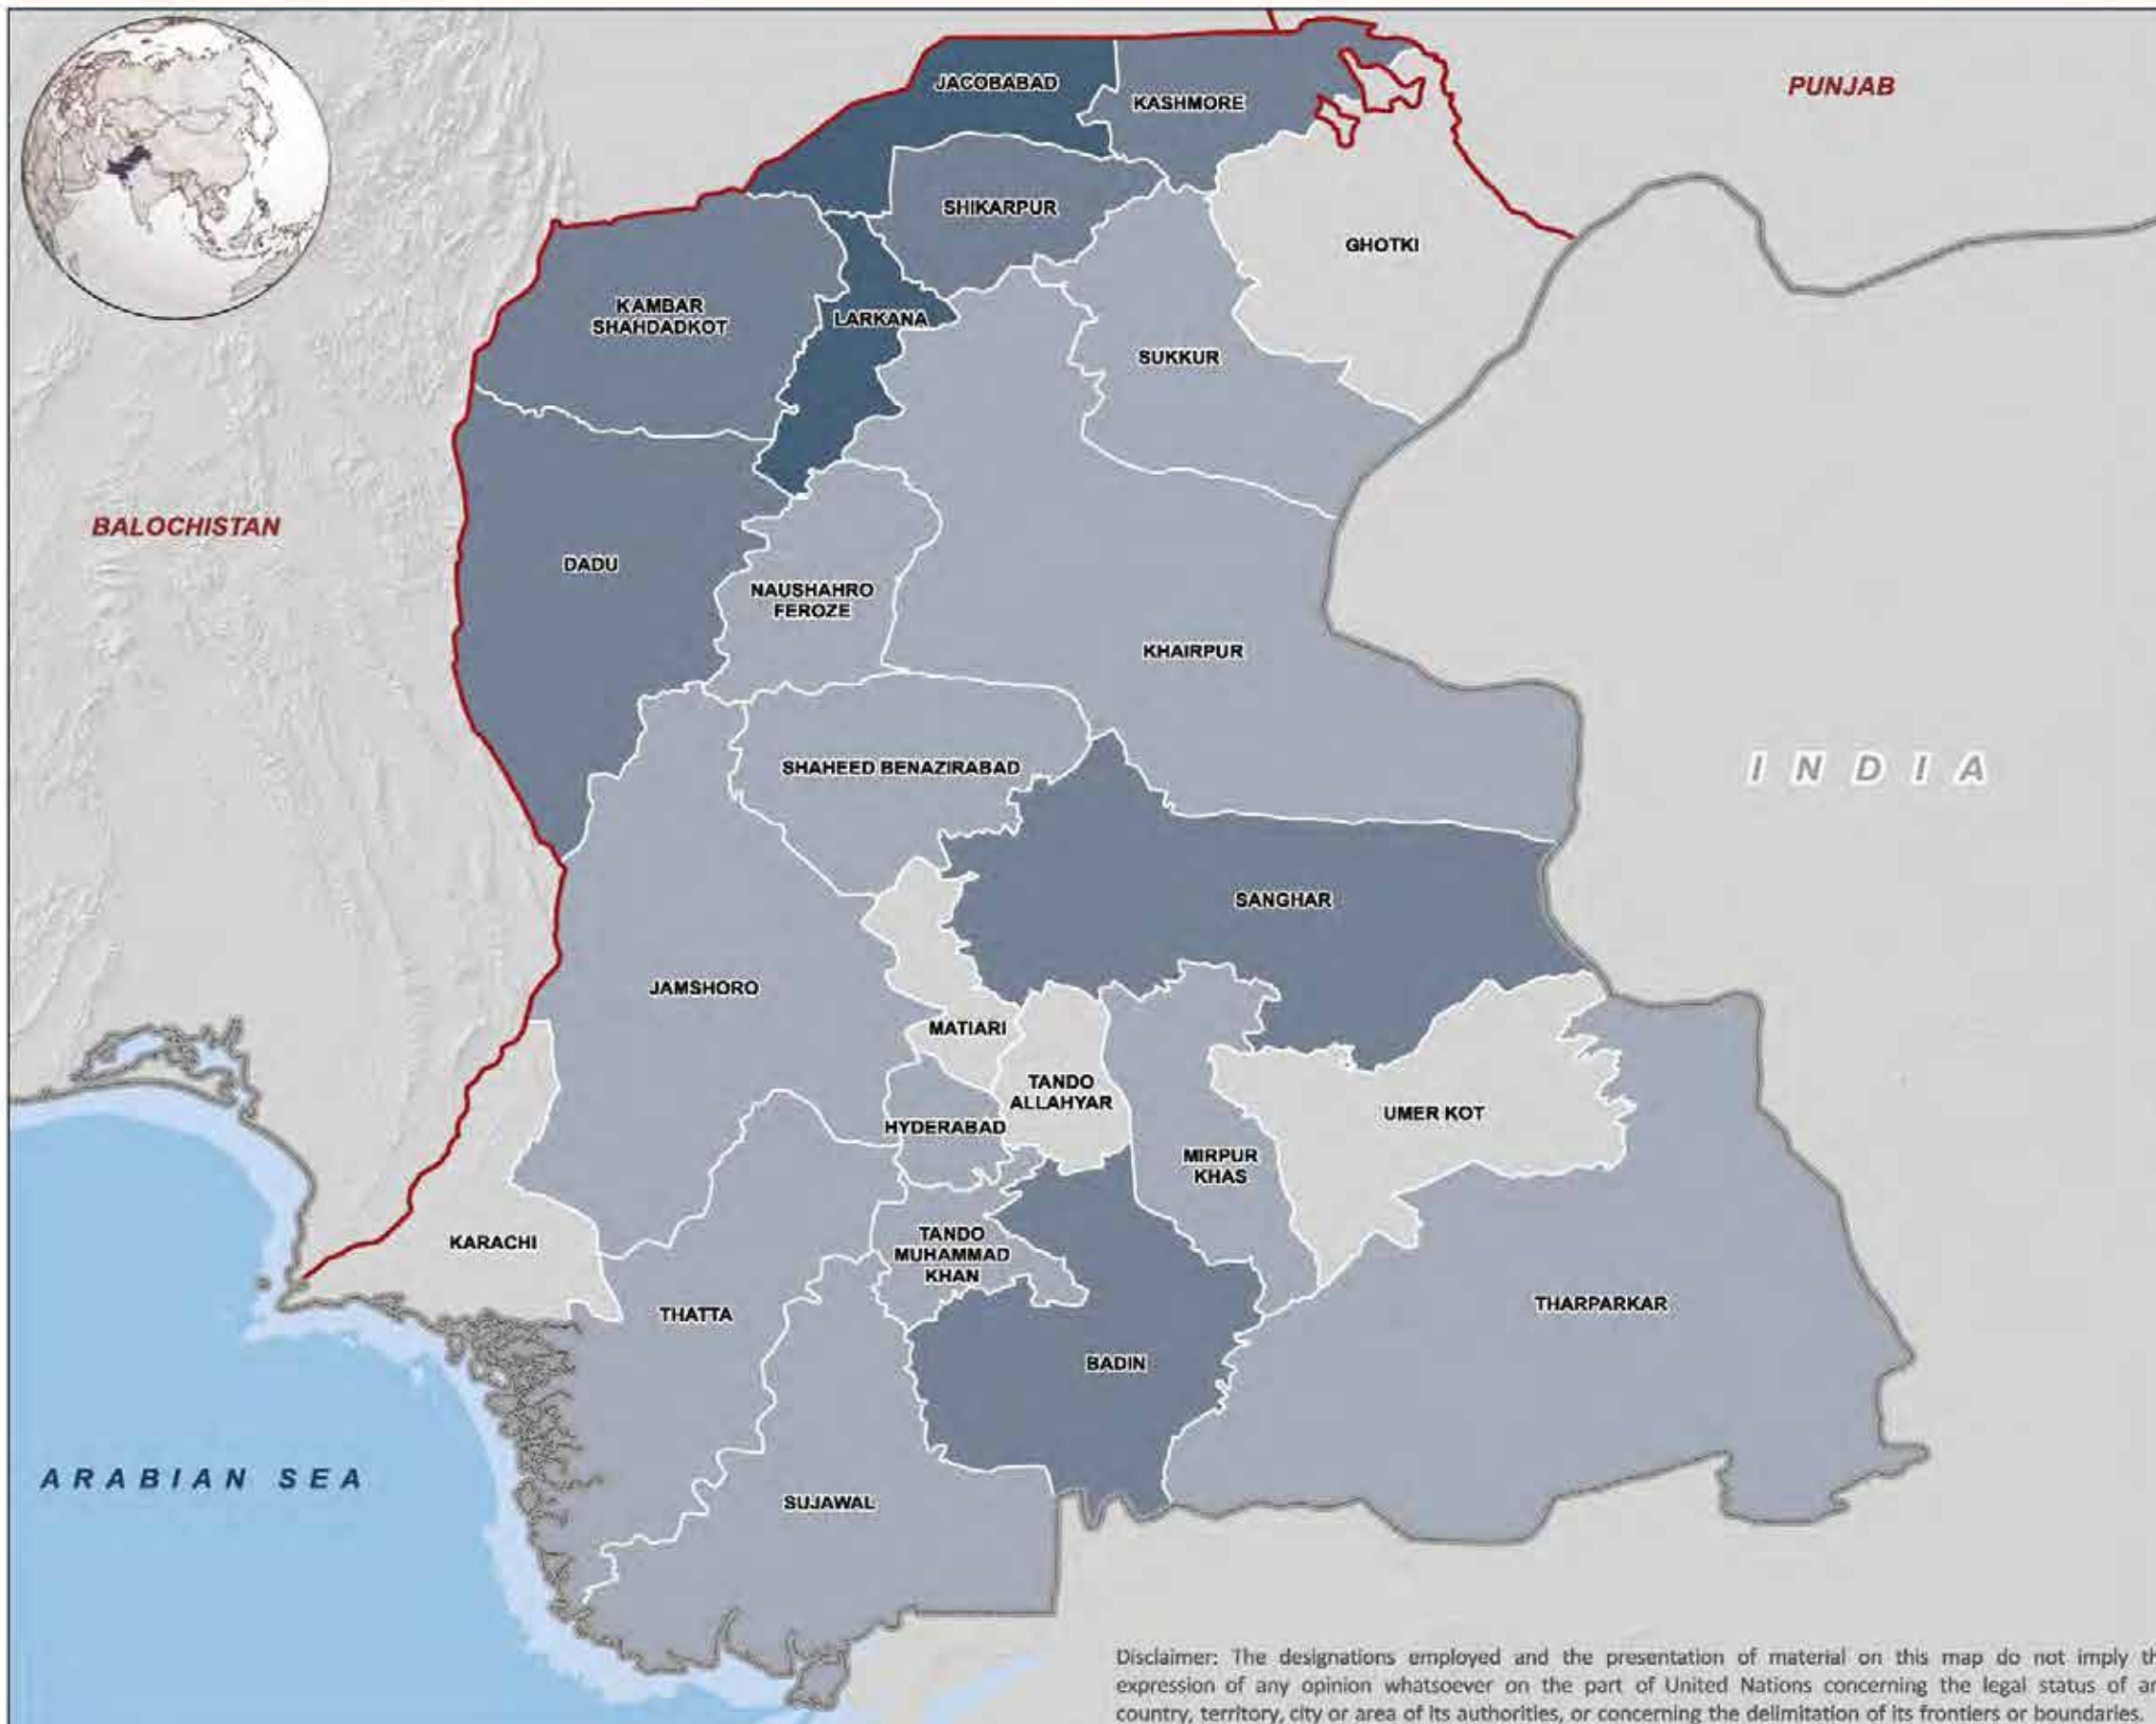 JACOBABAD
KASHMORE
PUNJAB
SHIKARPUR
GHOTKI
KAMBAR
SHAHDADKOT
LARKANA
SUKKUR
BALOCHISTAN
DADU
NAUSHAHRO
FEROZE
KHAIRPUR
SHAHEED BENAZIRABAD
INDIA
SANGHAR
JAMSHORO
MATIARI
TANDO
ALLAHYAR
UMER KOT
HYDERABAD
MIRPUR
KHAS
KARACHI
TANDO
MUHAMMAD
KHAN
THATTA
THARPARKAR
BADIN
ARABIAN SEA
SUJAWAL
Disclaimer: The designations employed and the presentation of material on this map do not imply th
expression of any opinion whatsoever on the part of United Nations concerning the legal status of an
country, territory, city or area of its authorities, or concerning the delimitation of its frontiers or boundaries.